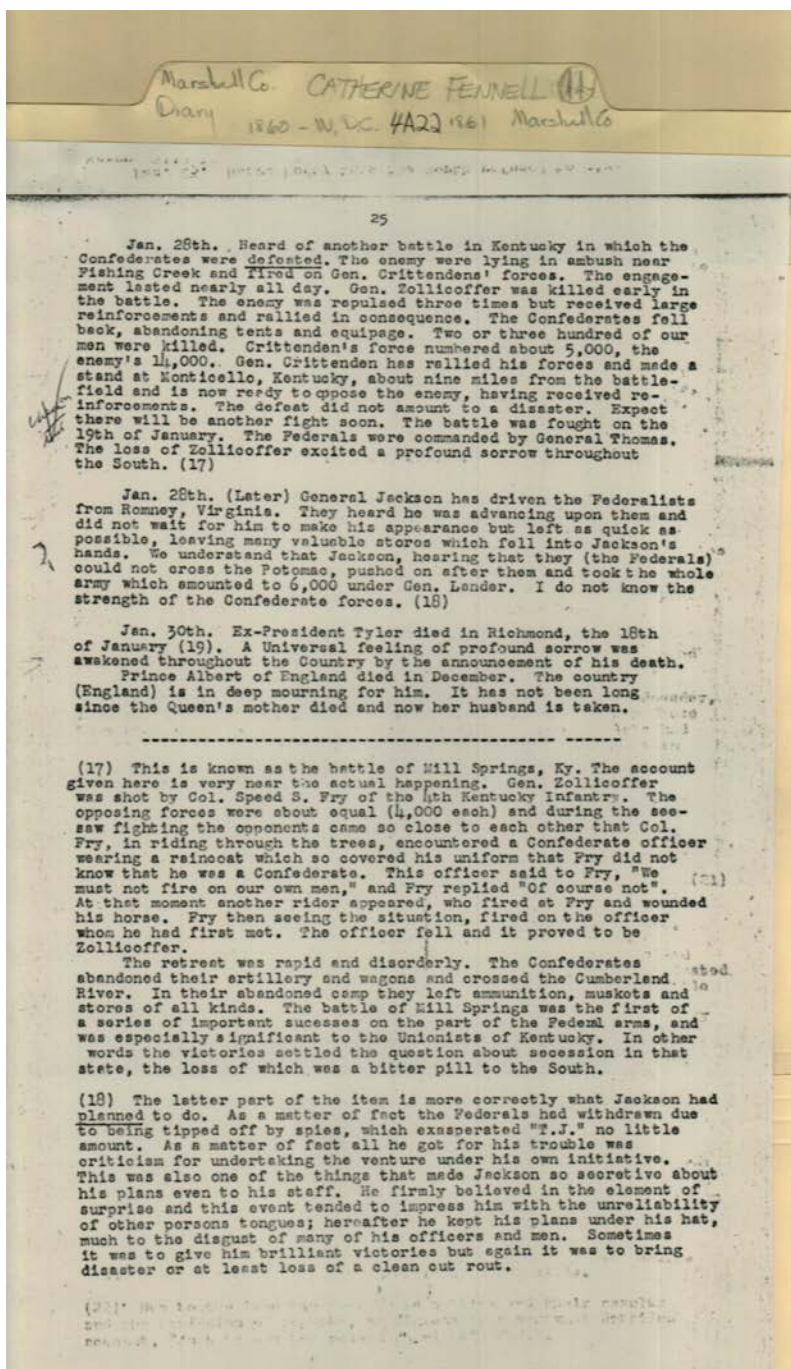 Marshall Co. CATHERINE FENNELL
Diary 1860 - 4A22 1861 Marshall Co
25
Jan. 28th. Heard of another battle in Kentucky in which the
Confederates were defeated. The enemy were lying in ambush near
Fishing Creek and fired on Gen. Crittendens' forces. The engage-
ment lasted nearly all day. Gen. Zollicoffer was killed early in
the battle. The enemy was repulsed three times but received large
reinforcements and rallied in consequence. The Confederates fell
back, abandoning tents and equipage. Two or three hundred of our
men were killed. Crittenden's force numbered about 5,000, the
enemy's 14,000. Gen. Crittenden has rallied his forces and made a
stand at Monticello, Kentucky, about nine miles from the battle-
field and is now ready to oppose the enemy, having received re-
inforcements. The defeat did not amount to a disaster. Expect
there will be another fight soon. The battle was fought on the
19th of January. The Federals were commanded by General Thomas.
The loss of Zollicoffer excited a profound sorrow throughout
the South. (17)
Jan. 28th. (Later) General Jackson has driven the Federalists
from Romney, Virginia. They heard he was advancing upon them and
did not wait for him to make his appearance but left as quick as
possible, leaving many valuable stores which fell into Jackson's
hands. We understand that Jackson, hearing that they (the Federals)
could not cross the Potomac, pushed on after them and took the whole
army which amounted to 6,000 under Gen. Lander. I do not know the
strength of the Confederate forces. (18)
Jan. 30th. Ex-President Tyler died in Richmond, the 18th
of January (19). A Universal feeling of profound sorrow was
awakened throughout the Country by the announcement of his death.
Prince Albert of England died in December. The country
(England) is in deep mourning for him. It has not been long
since the Queen's mother died and now her husband is taken.
(17) This is known as the battle of Mill Springs, Ky. The account
given here is very near the actual happening. Gen. Zollicoffer
was shot by Col. Speed S. Fry of the 4th Kentucky Infantry. The
opposing forces were about equal (4,000 each) and during the see-
saw fighting the opponents came so close to each other that Col.
Fry, in riding through the trees, encountered a Confederate officer
wearing a raincoat which so covered his uniform that Fry did not
know that he was a Confederate. This officer said to Fry, "We
must not fire on our own men," and Fry replied "Of course not".
At that moment another rider appeared, who fired at Fry and wounded
his horse. Fry then seeing the situation, fired on the officer
whom he had first met. The officer fell and it proved to be
Zollicoffer.
The retreat was rapid and disorderly. The Confederates
abandoned their artillery and wagons and crossed the Cumberland
River. In their abandoned camp they left ammunition, muskets and
stores of all kinds. The battle of Mill Springs was the first of
a series of important sucesses on the part of the Federal arms, and
was especially significant to the Unionists of Kentucky. In other
words the victories settled the question about secession in that
state, the loss of which was a bitter pill to the South.
(18) The latter part of the item is more correctly what Jackson had
planned to do. As a matter of fact the Federals had withdrawn due
to being tipped off by spies, which exasperated "T.J." no little
amount. As a matter of fact all he got for his trouble was
criticism for undertaking the venture under his own initiative.
This was also one of the things that made Jackson so secretive about
his plans even to his staff. He firmly believed in the element of
surprise and this event tended to impress him with the unreliability
of other persons tongues; hereafter he kept his plans under his hat,
much to the disgust of many of his officers and men. Sometimes
it was to give him brilliant victories but again it was to bring
disaster or at least loss of a clean cut rout.